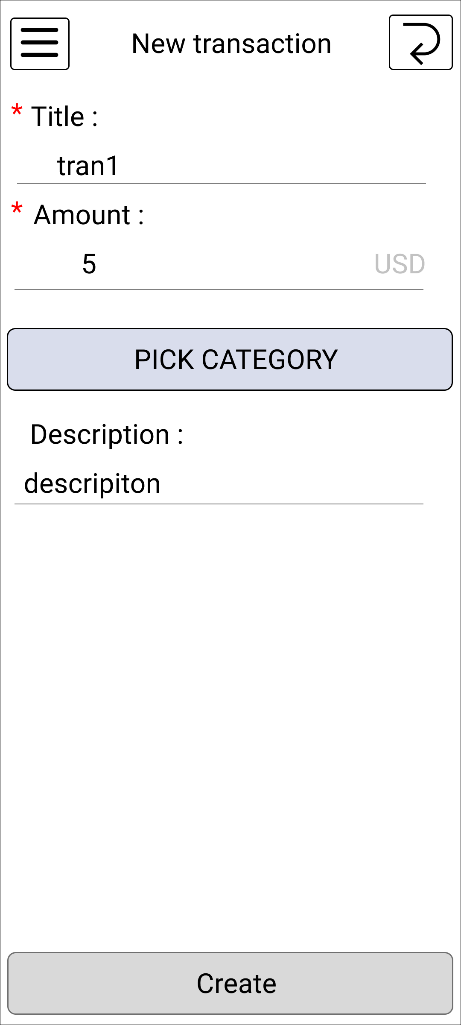 New transaction
* Title :
tran1
* Amount :
5 USD
PICK CATEGORY
Description :
descripiton
Create